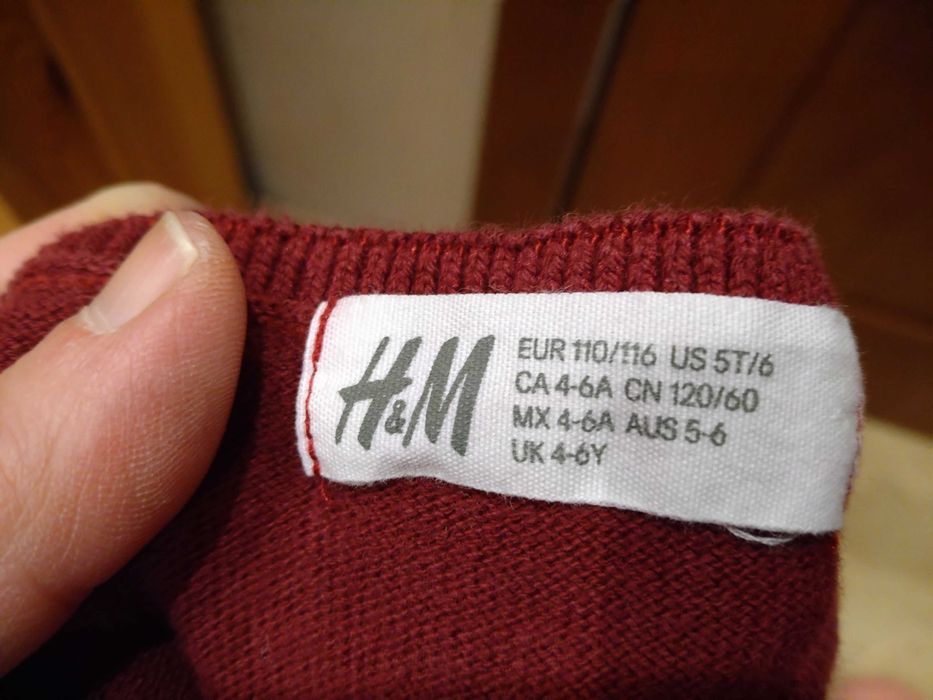 H&M
EUR 110/116 US 5T/6
CA 4-6A CN 120/60
MX 4-6A AUS 5-6
UK 4-6Y